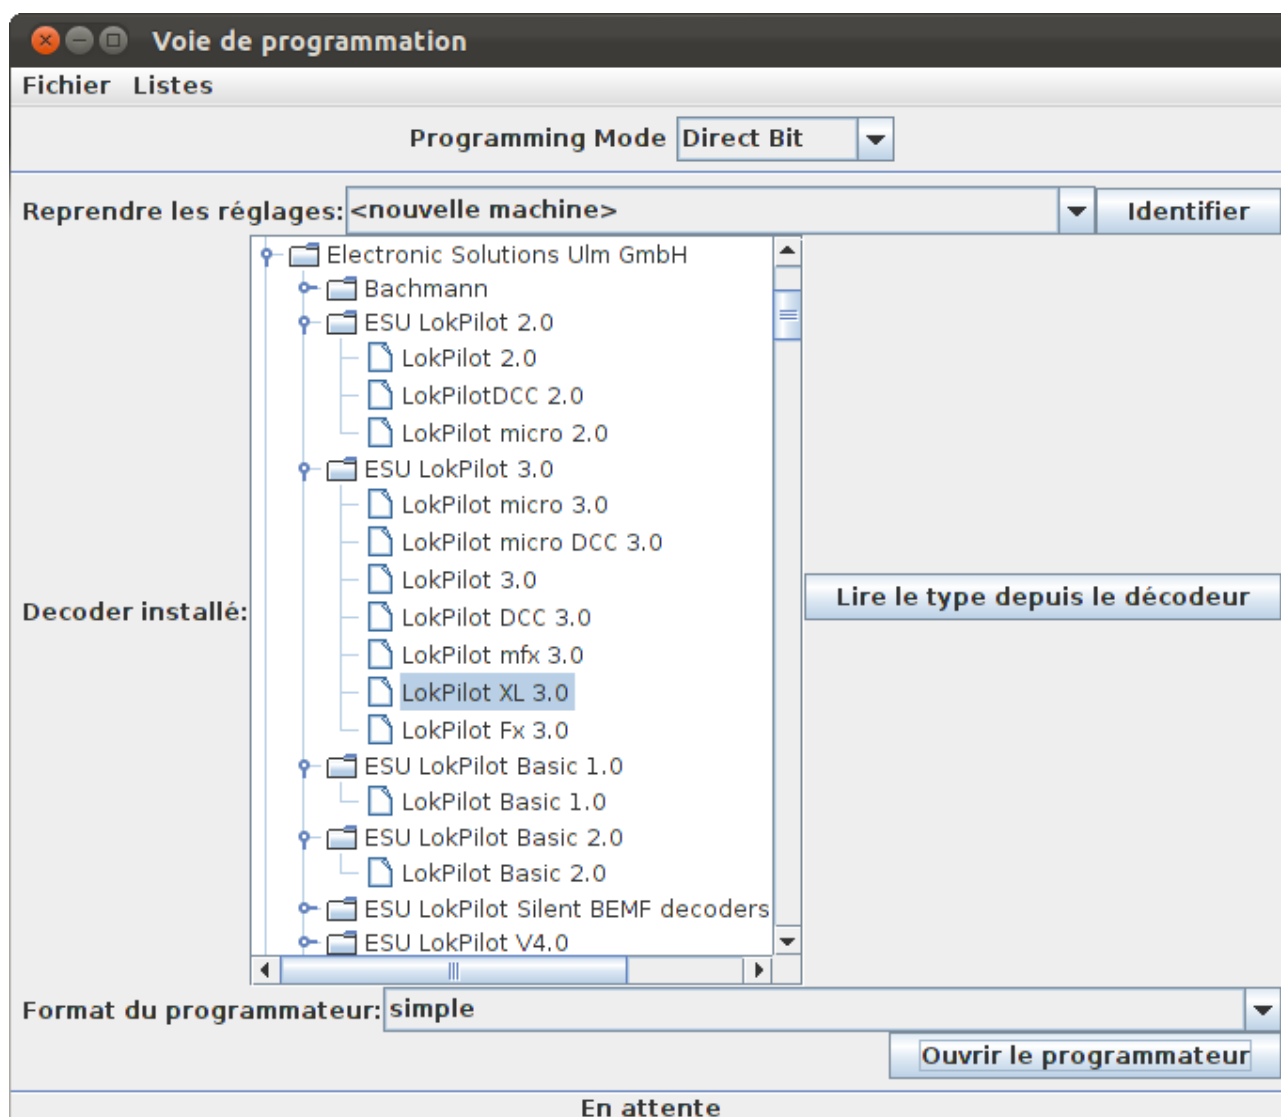 Voie de programmation
Fichier Listes
Programming Mode Direct Bit
Reprendre les réglages: <nouvelle machine> Identifier
Electronic Solutions Ulm GmbH
Bachmann
ESU LokPilot 2.0
LokPilot 2.0
LokPilotDCC 2.0
LokPilot micro 2.0
ESU LokPilot 3.0
LokPilot micro 3.0
LokPilot micro DCC 3.0
LokPilot 3.0
LokPilot DCC 3.0
Decoder installé:
Lire le type depuis le décodeur
LokPilot mfx 3.0
LokPilot XL 3.0
LokPilot Fx 3.0
ESU LokPilot Basic 1.0
LokPilot Basic 1.0
ESU LokPilot Basic 2.0
LokPilot Basic 2.0
ESU LokPilot Silent BEMF decoders
ESU LokPilot V4.0
Format du programmateur: simple
Ouvrir le programmateur
En attente